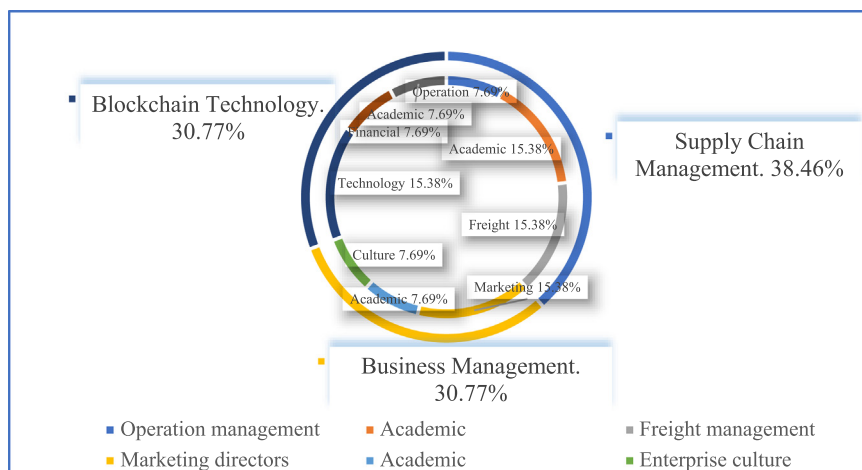 Operation 7.69%
Blockchain Technology.
30.77%
Academic 7.69%
Financial 7.69%
Supply Chain
Management. 38.46%
Academic 15.38%
Technology 15.38%
Freight 15.38%
Culture 7.69%
Marketing 15.38%
Academic 7.69%
Business Management.
30.77%
Operation management
Academic
Freight management
Marketing directors
Academic
Enterprise culture